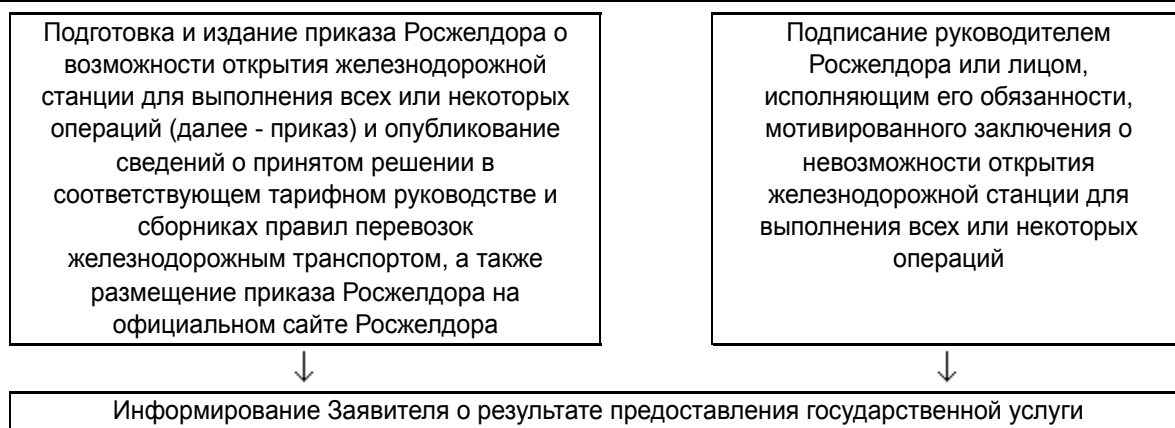 Подготовка и издание приказа Росжелдора о
возможности открытия железнодорожной
станции для выполнения всех или некоторых
операций (далее - приказ) и опубликование
сведений о принятом решении в
соответствующем тарифном руководстве и
сборниках правил перевозок
железнодорожным транспортом, а также
размещение приказа Росжелдора на
официальном сайте Росжелдора
Подписание руководителем
Росжелдора или лицом,
исполняющим его обязанности,
мотивированного заключения о
невозможности открытия
железнодорожной станции для
выполнения всех или некоторых
операций
Информирование Заявителя о результате предоставления государственной услуги